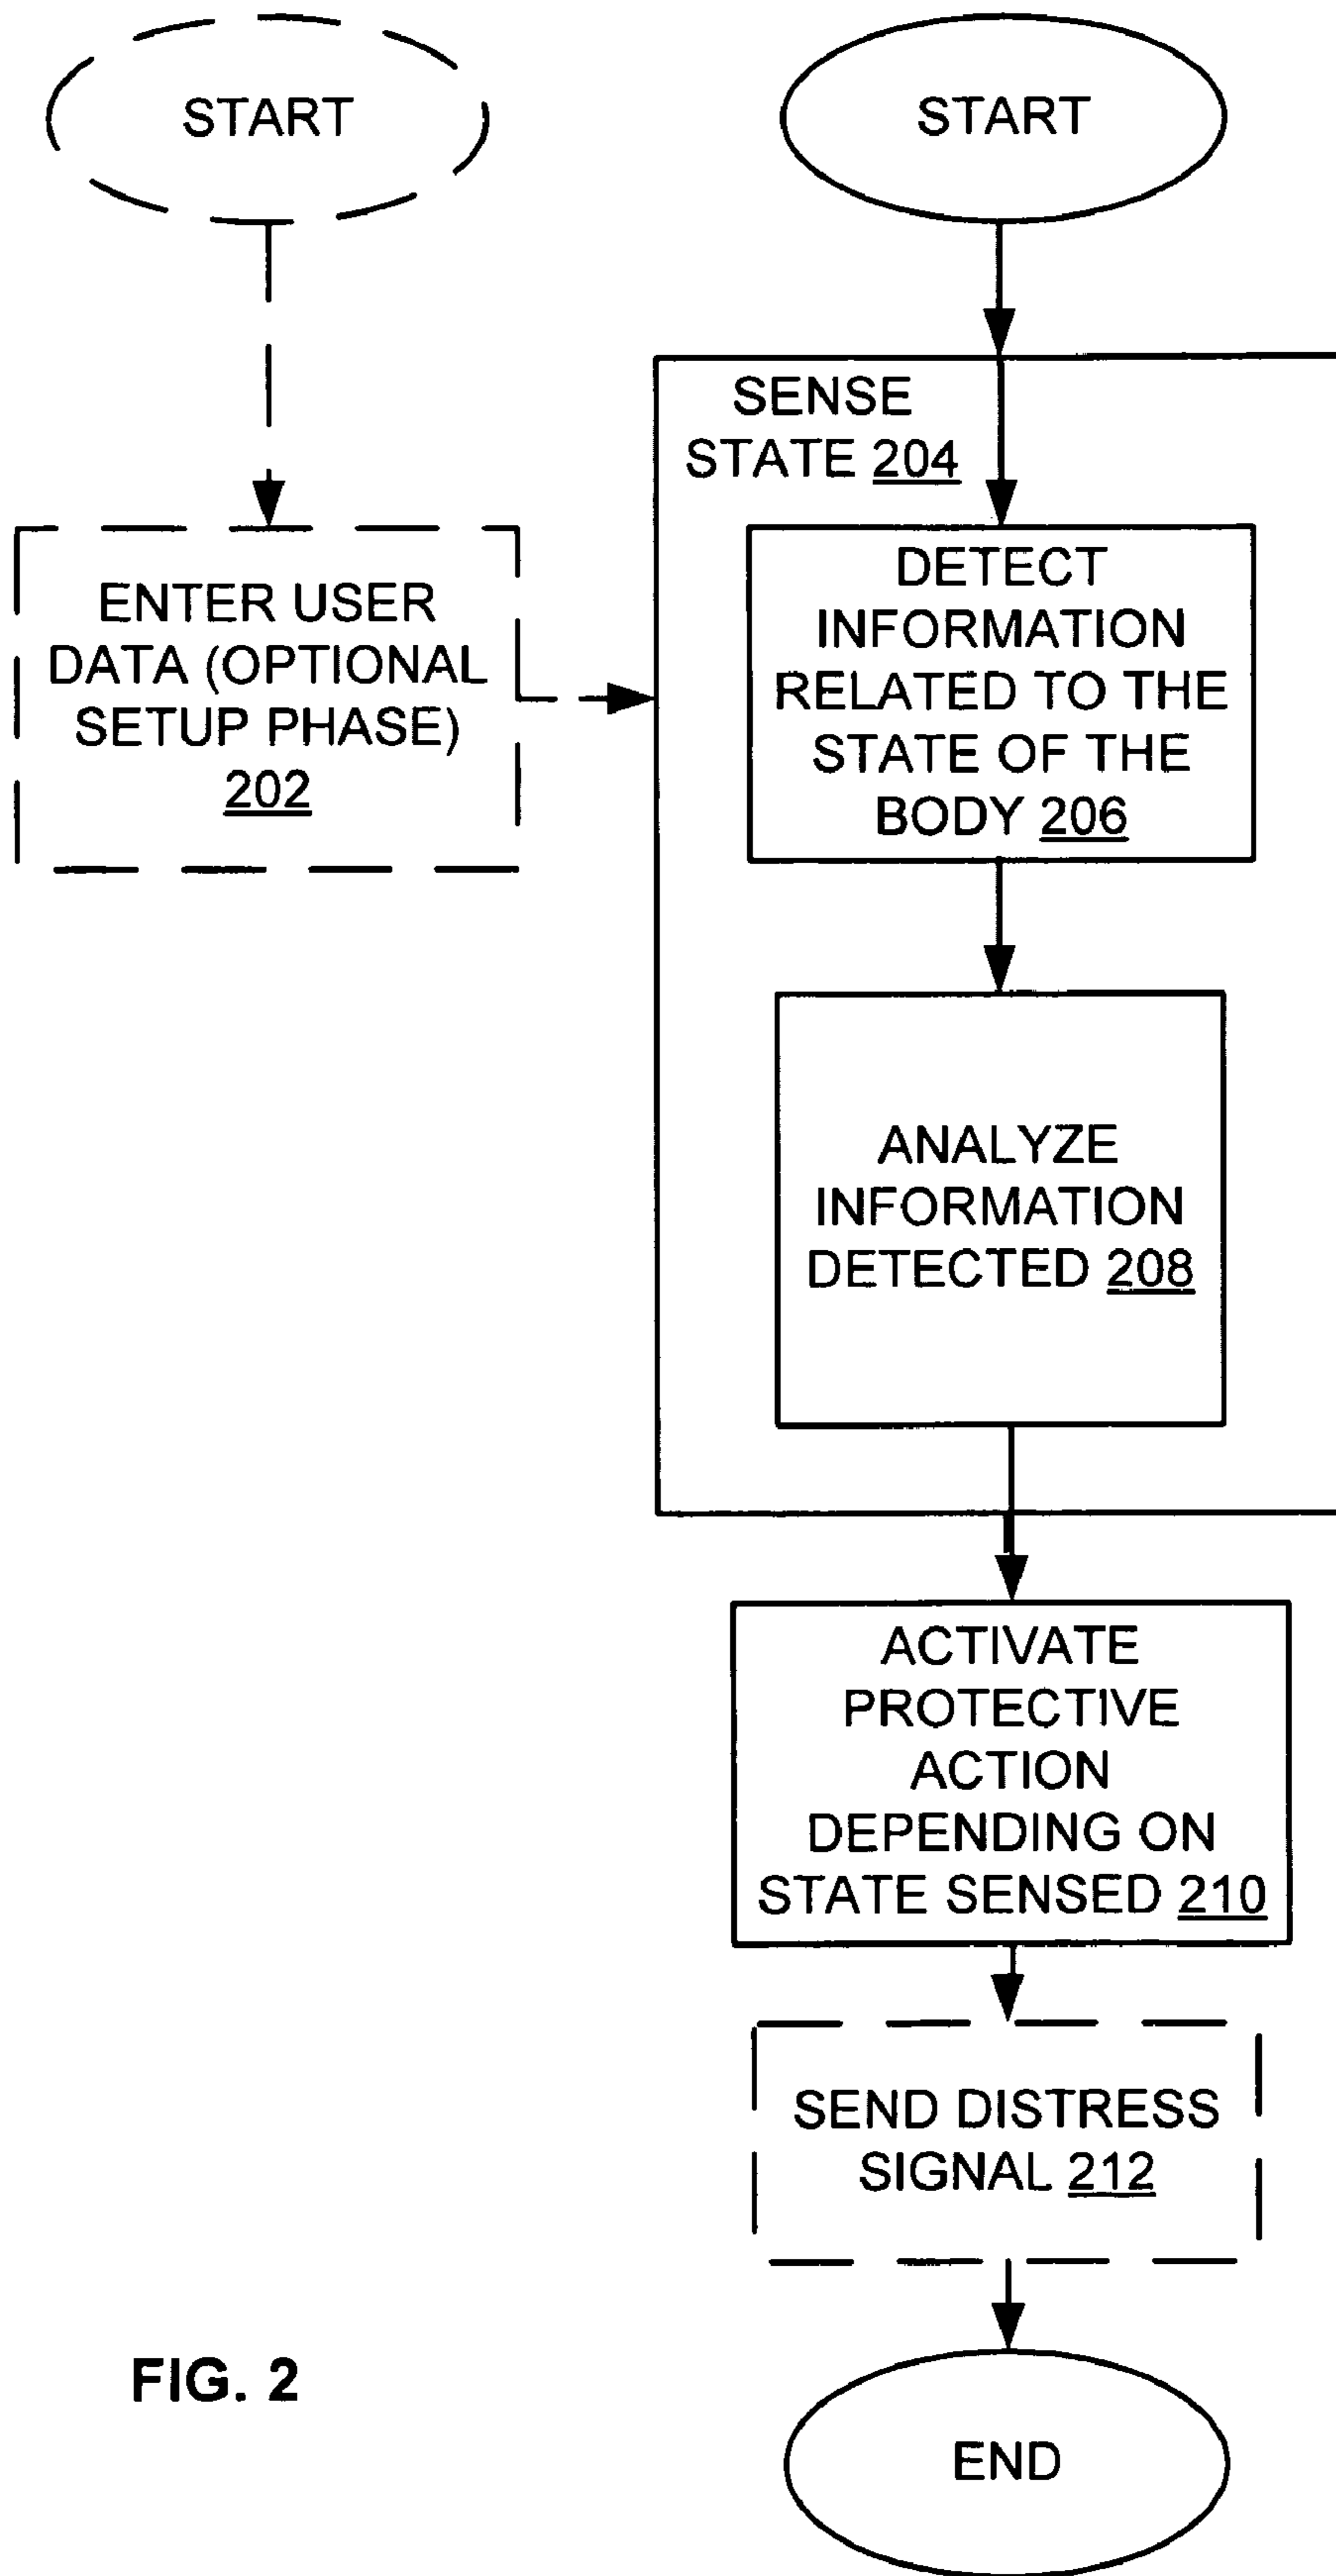 START
START
ENTER USER
DATA (OPTIONAL
SETUP PHASE)
202
SENSE
STATE 204
DETECT
INFORMATION
RELATED TO THE
STATE OF THE
BODY 206
ANALYZE
INFORMATION
DETECTED 208
ACTIVATE
PROTECTIVE
ACTION
DEPENDING ON
STATE SENSED 210
SEND DISTRESS
SIGNAL 212
END
FIG. 2